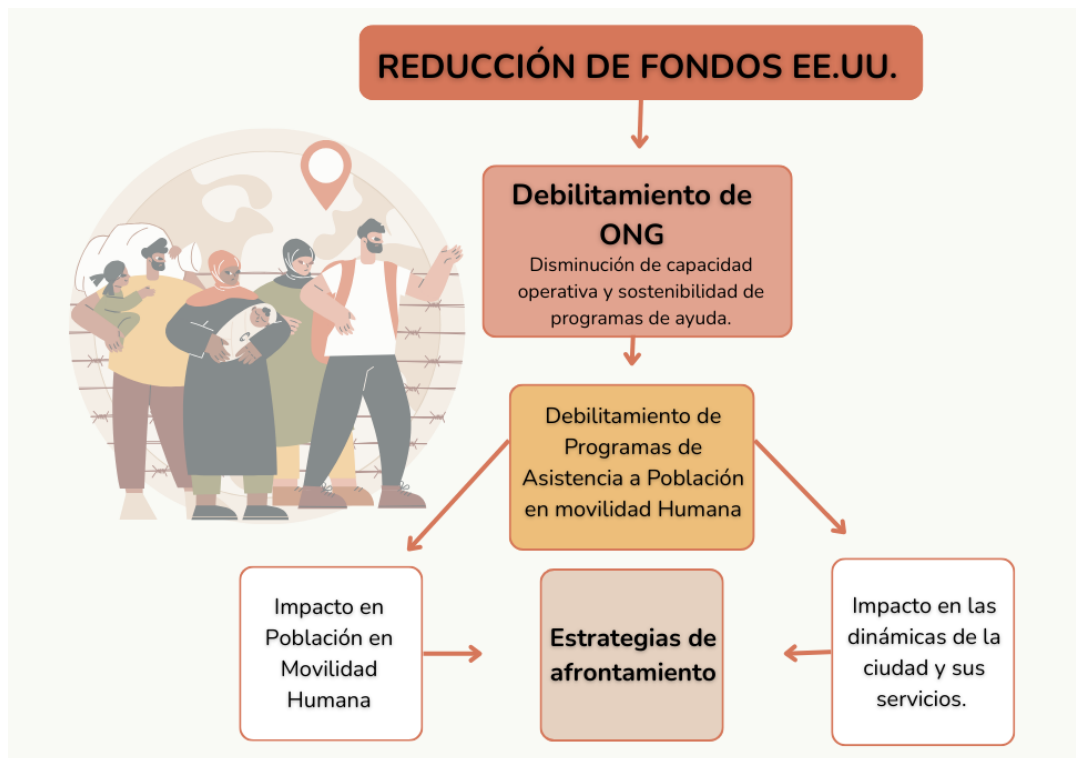 REDUCCIÓN DE FONDOS EE.UU.
Debilitamiento de
ONG
Disminución de capacidad
operativa y sostenibilidad de
programas de ayuda.
Debilitamiento de
Programas de
Asistencia a Población
en movilidad Humana
Impacto en
Población en
Movilidad
Humana
Estrategias de
afrontamiento
Impacto en las
dinámicas de la
ciudad y sus
servicios.